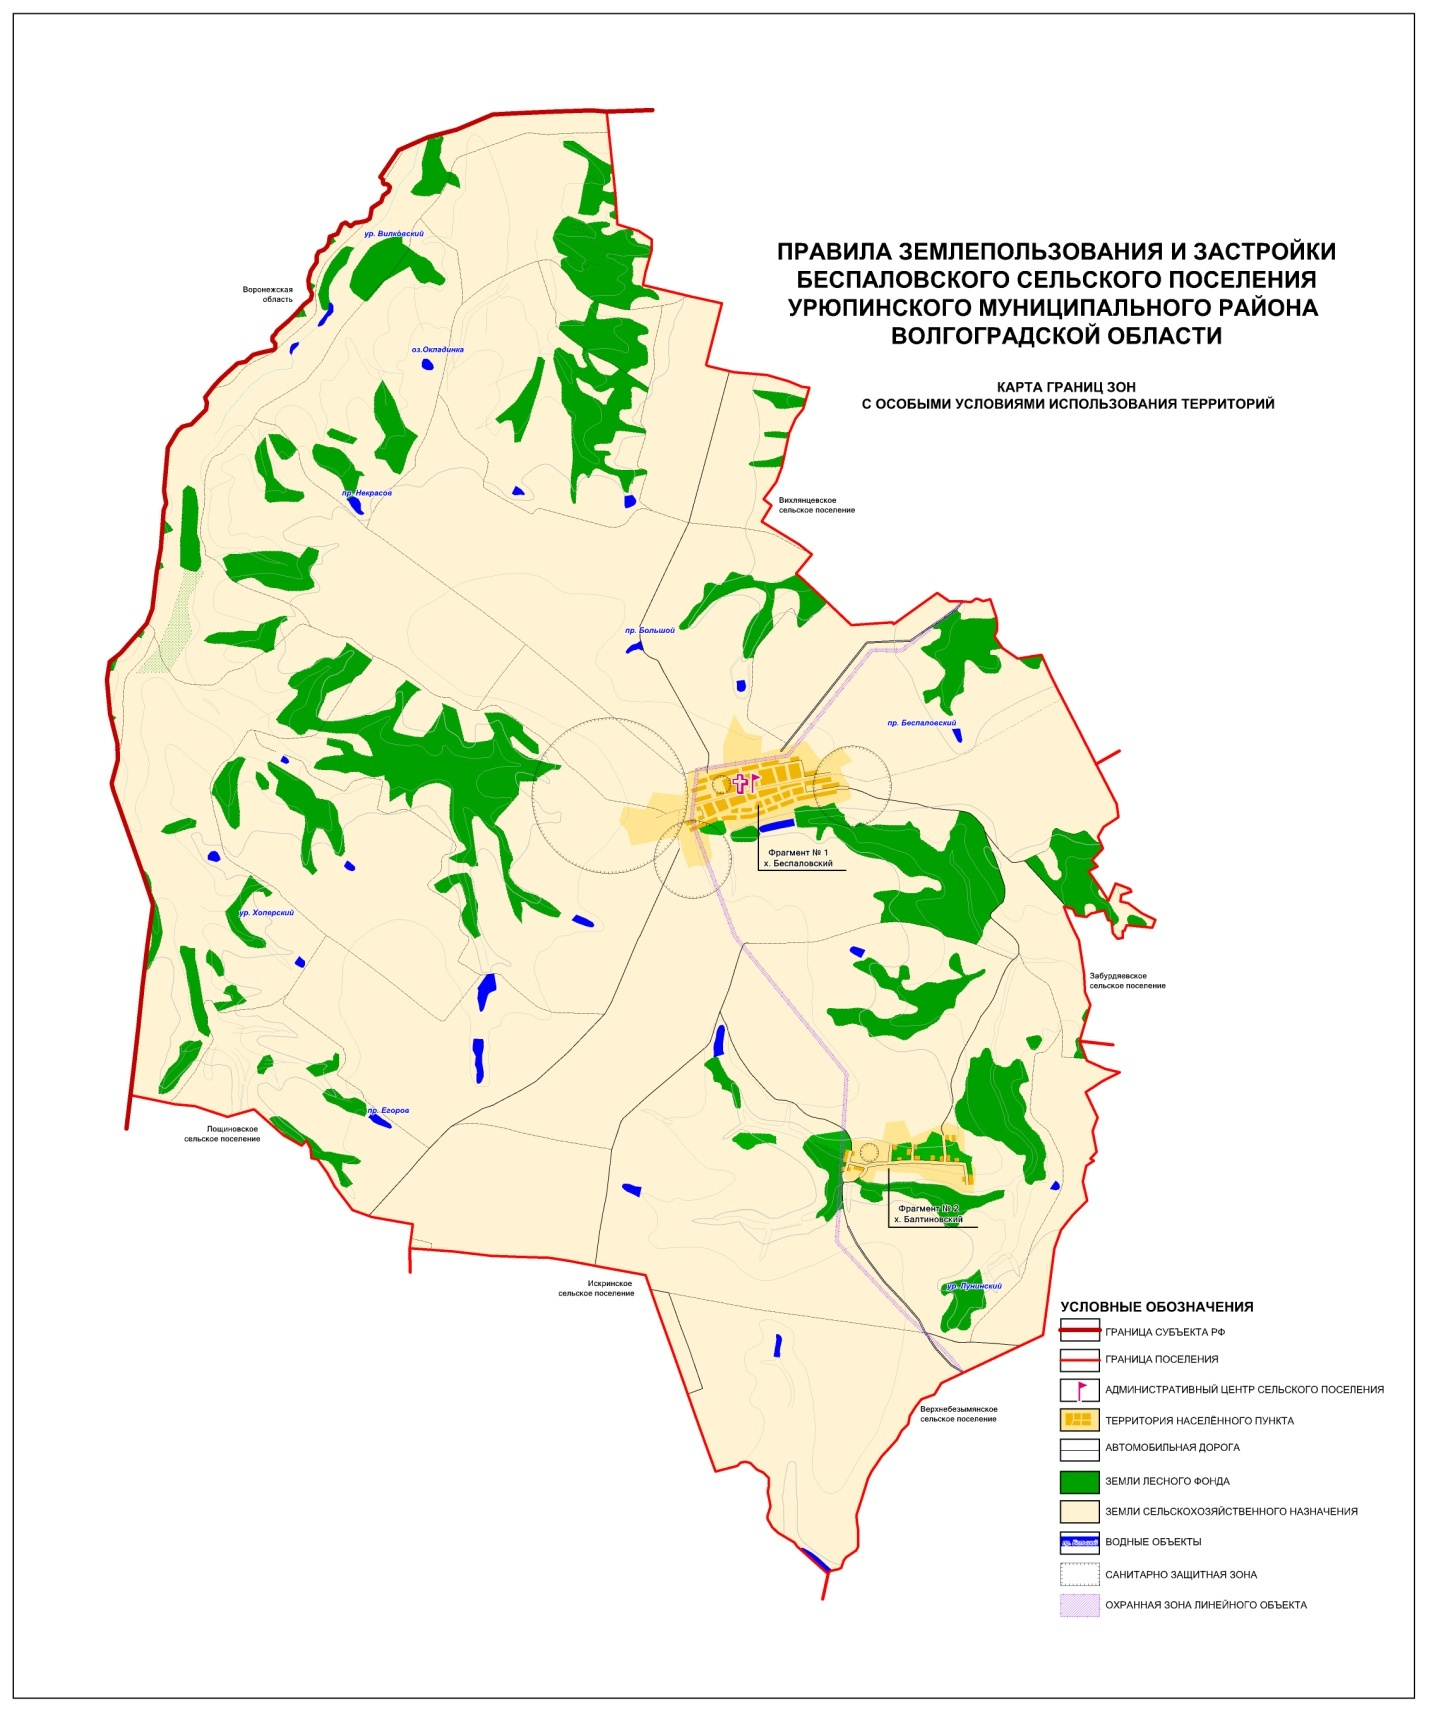 ПРАВИЛА ЗЕМЛЕПОЛЬЗОВАНИЯ И ЗАСТРОЙКИ
БЕСПАЛОВСКОГО СЕЛЬСКОГО ПОСЕЛЕНИЯ
УРЮПИНСКОГО МУНИЦИПАЛЬНОГО РАЙОНА
ВОЛГОГРАДСКОЙ ОБЛАСТИ
КАРТА ГРАНИЦ ЗОН
С ОСОБЫМИ УСЛОВИЯМИ ИСПОЛЬЗОВАНИЯ ТЕРРИТОРИЙ
ур. Вилковский
Воронежская
область
оз.Окладинка
пр. Некрасов
Вихлянцевское
сельское поселение
пр. Большой
пр. Беспаловский
Фрагмент № 1
х. Беспаловский
ур. Хоперский
Забурдяевское
сельское поселение
пр. Егоров
Лощиновское
сельское поселение
Фрагмент № 2
х. Балтиновский
Искринское
сельское поселение
ур. Лунинский
Верхнебезымянское
сельское поселение
УСЛОВНЫЕ ОБОЗНАЧЕНИЯ
ГРАНИЦА СУБЪЕКТА РФ
ГРАНИЦА ПОСЕЛЕНИЯ
АДМИНИСТРАТИВНЫЙ ЦЕНТР СЕЛЬСКОГО ПОСЕЛЕНИЯ
ТЕРРИТОРИЯ НАСЕЛЁННОГО ПУНКТА
АВТОМОБИЛЬНАЯ ДОРОГА
ЗЕМЛИ ЛЕСНОГО ФОНДА
ЗЕМЛИ СЕЛЬСКОХОЗЯЙСТВЕННОГО НАЗНАЧЕНИЯ
пр. Большой
ВОДНЫЕ ОБЪЕКТЫ
САНИТАРНО ЗАЩИТНАЯ ЗОНА
ОХРАННАЯ ЗОНА ЛИНЕЙНОГО ОБЪЕКТА